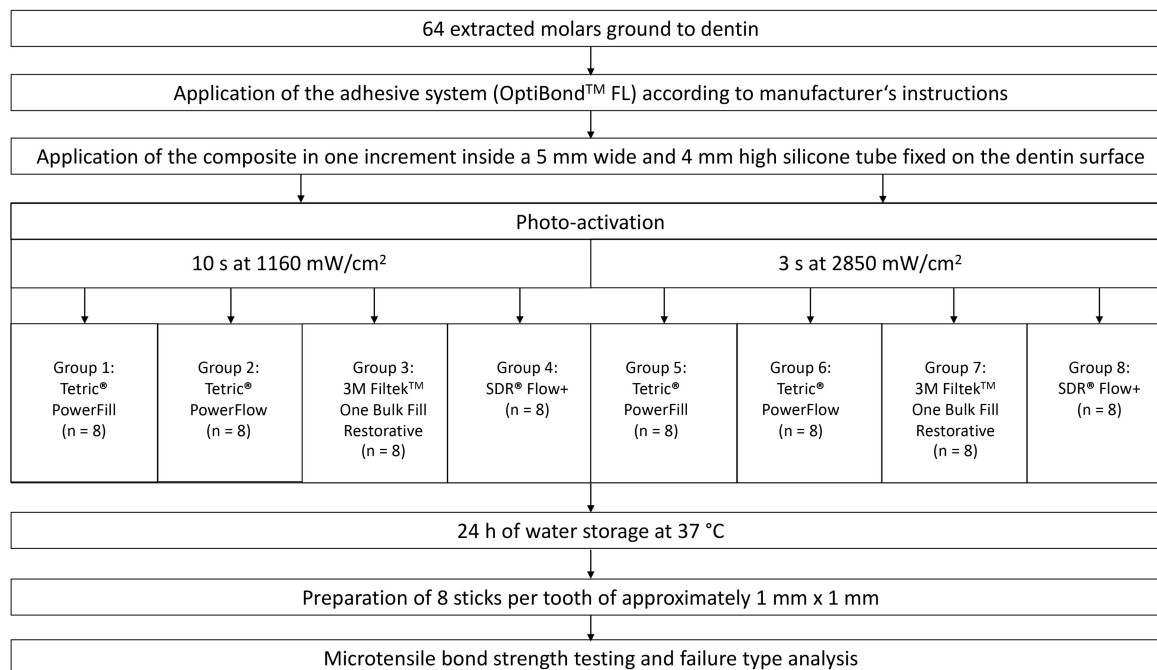 64 extracted molars ground to dentin
Application of the adhesive system (OptiBond™ FL) according to manufacturer‘s instructions
Application of the composite in one increment inside a 5 mm wide and 4 mm high silicone tube fixed on the dentin surface
Photo-activation
10 s at 1160 mW/cm²
3 s at 2850 mW/cm²
Group 1:
Tetric®
PowerFill
(n = 8)
Group 2:
Tetric®
PowerFlow
(n = 8)
Group 3:
3M Filtek™
One Bulk Fill
Restorative
(n = 8)
Group 4:
SDR® Flow+
(n = 8)
Group 5:
Tetric®
PowerFill
(n = 8)
Group 6:
Tetric®
PowerFlow
(n = 8)
Group 7:
3M Filtek™
One Bulk Fill
Restorative
(n = 8)
Group 8:
SDR® Flow+
(n = 8)
24 h of water storage at 37 °C
Preparation of 8 sticks per tooth of approximately 1 mm x 1 mm
Microtensile bond strength testing and failure type analysis